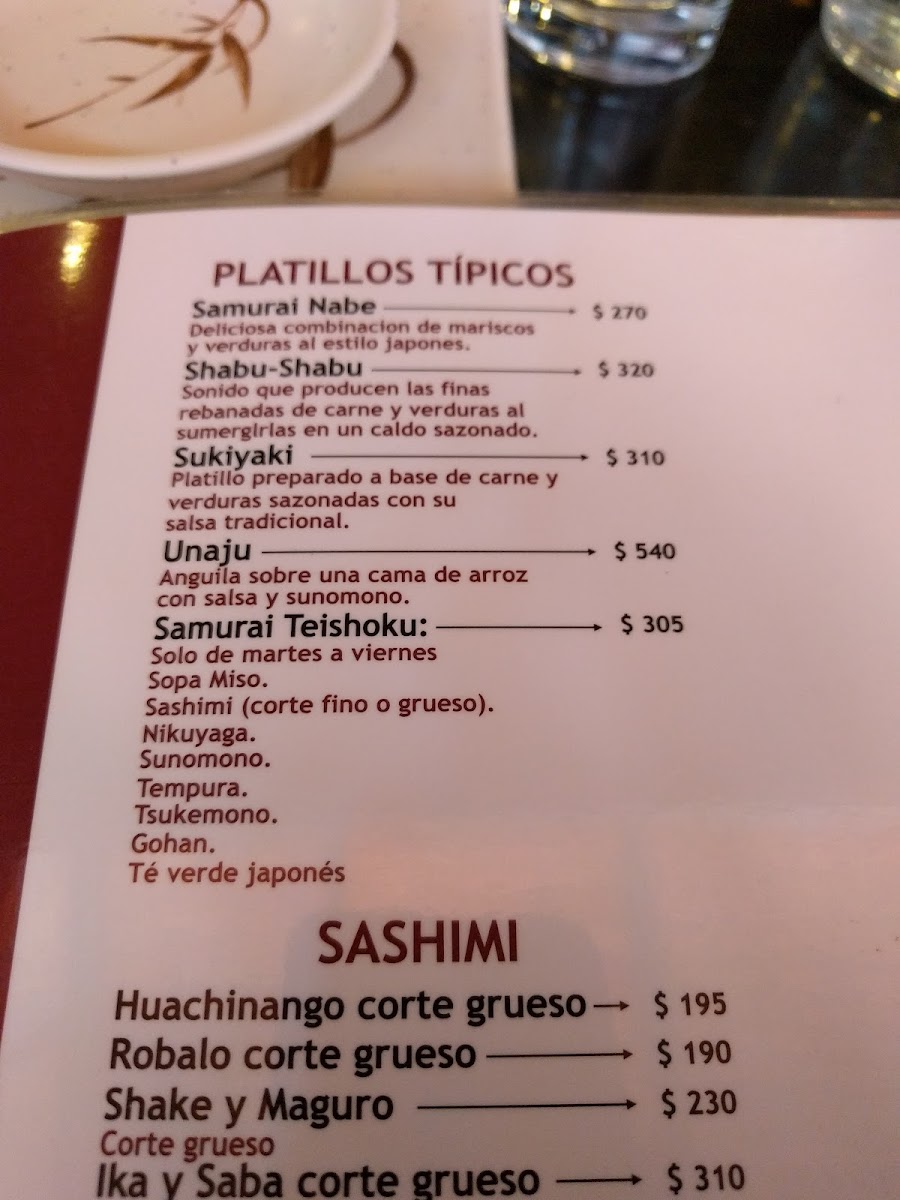 PLATILLOS TÍPICOS
Samurai Nabe $ 270
Deliciosa combinacion de mariscos
y verduras al estilo japones.
Shabu-Shabu $ 320
Sonido que producen las finas
rebanadas de carne y verduras al
sumergirlas en un caldo sazonado.
Sukiyaki $ 310
Platillo preparado a base de carne y
verduras sazonadas con su
salsa tradicional.
Unaju $ 540
Anguila sobre una cama de arroz
con salsa y sunomono.
Samurai Teishoku: $ 305
Solo de martes a viernes
Sopa Miso.
Sashimi (corte fino o grueso).
Nikuyaga.
Sunomono.
Tempura.
Tsukemono.
Gohan.
Té verde japonés
SASHIMI
Huachinango corte grueso $ 195
Robalo corte grueso $ 190
Shake y Maguro $ 230
Corte grueso
Ika y Saba corte grueso $ 310